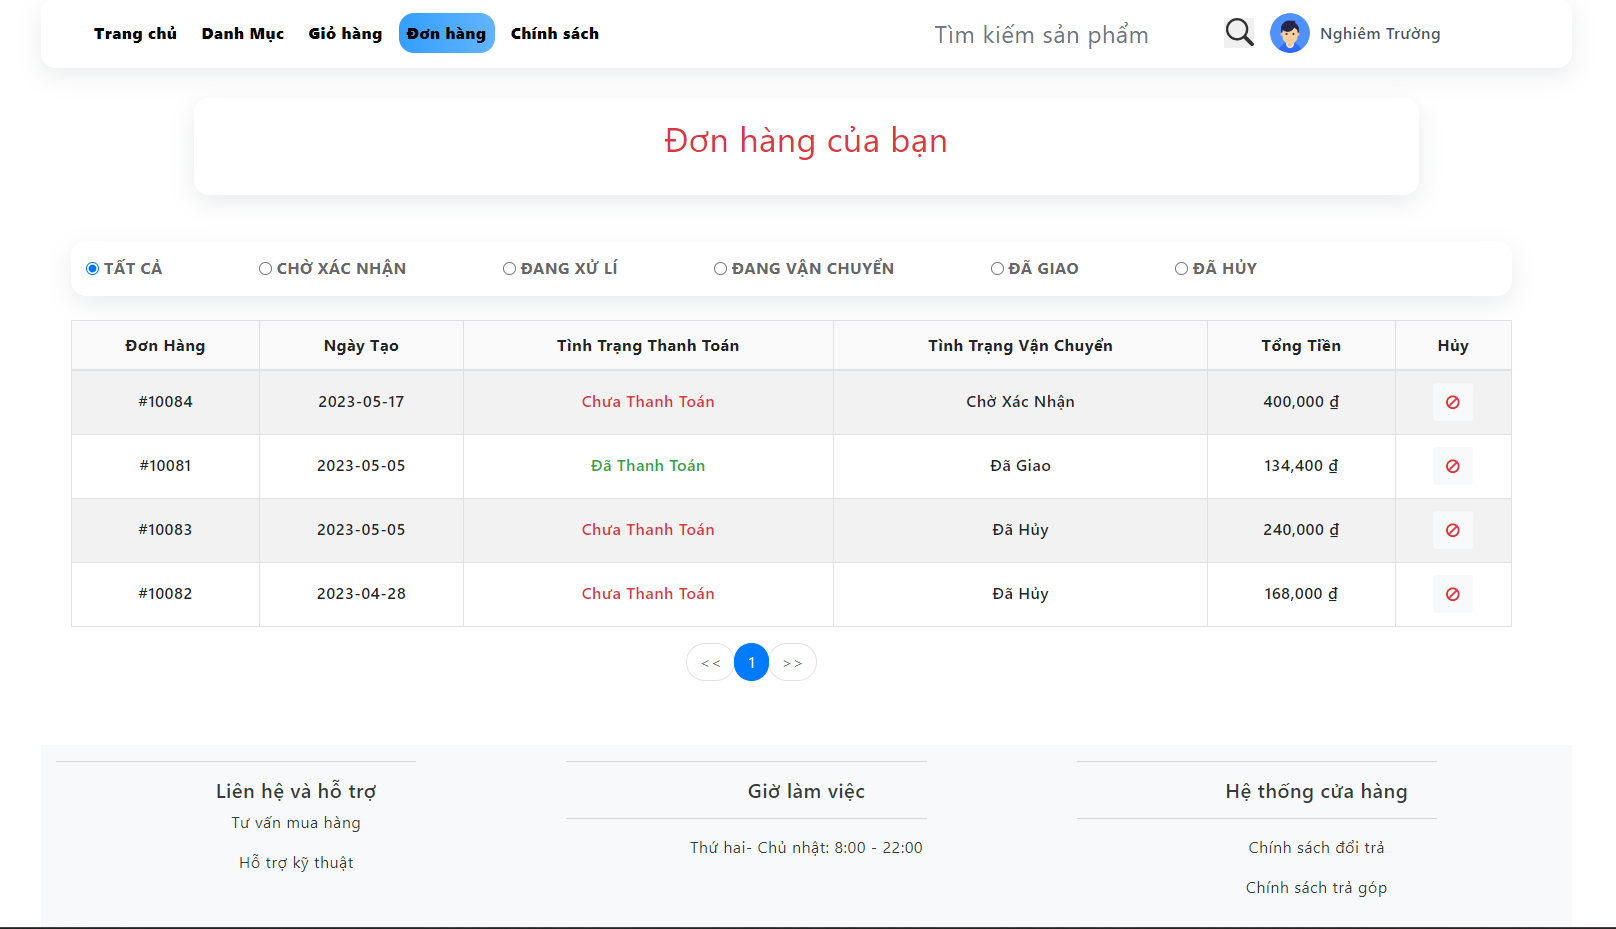 Trang chủ Danh Mục Giỏ hàng Đơn hàng Chính sách Tìm kiếm sản phẩm Nghiêm Trường
Đơn hàng của bạn
TẤT CẢ CHỜ XÁC NHẬN ĐANG XỬ LÍ ĐANG VẬN CHUYỂN ĐÃ GIAO ĐÃ HỦY
Đơn Hàng Ngày Tạo Tình Trạng Thanh Toán Tình Trạng Vận Chuyển Tổng Tiền Hủy
#10084 2023-05-17 Chưa Thanh Toán Chờ Xác Nhận 400,000 ₫
#10081 2023-05-05 Đã Thanh Toán Đã Giao 134,400 ₫
#10083 2023-05-05 Chưa Thanh Toán Đã Hủy 240,000 ₫
#10082 2023-04-28 Chưa Thanh Toán Đã Hủy 168,000 ₫
<< 1 >>
Liên hệ và hỗ trợ
Tư vấn mua hàng
Hỗ trợ kỹ thuật
Giờ làm việc
Thứ hai- Chủ nhật: 8:00 - 22:00
Hệ thống cửa hàng
Chính sách đổi trả
Chính sách trả góp